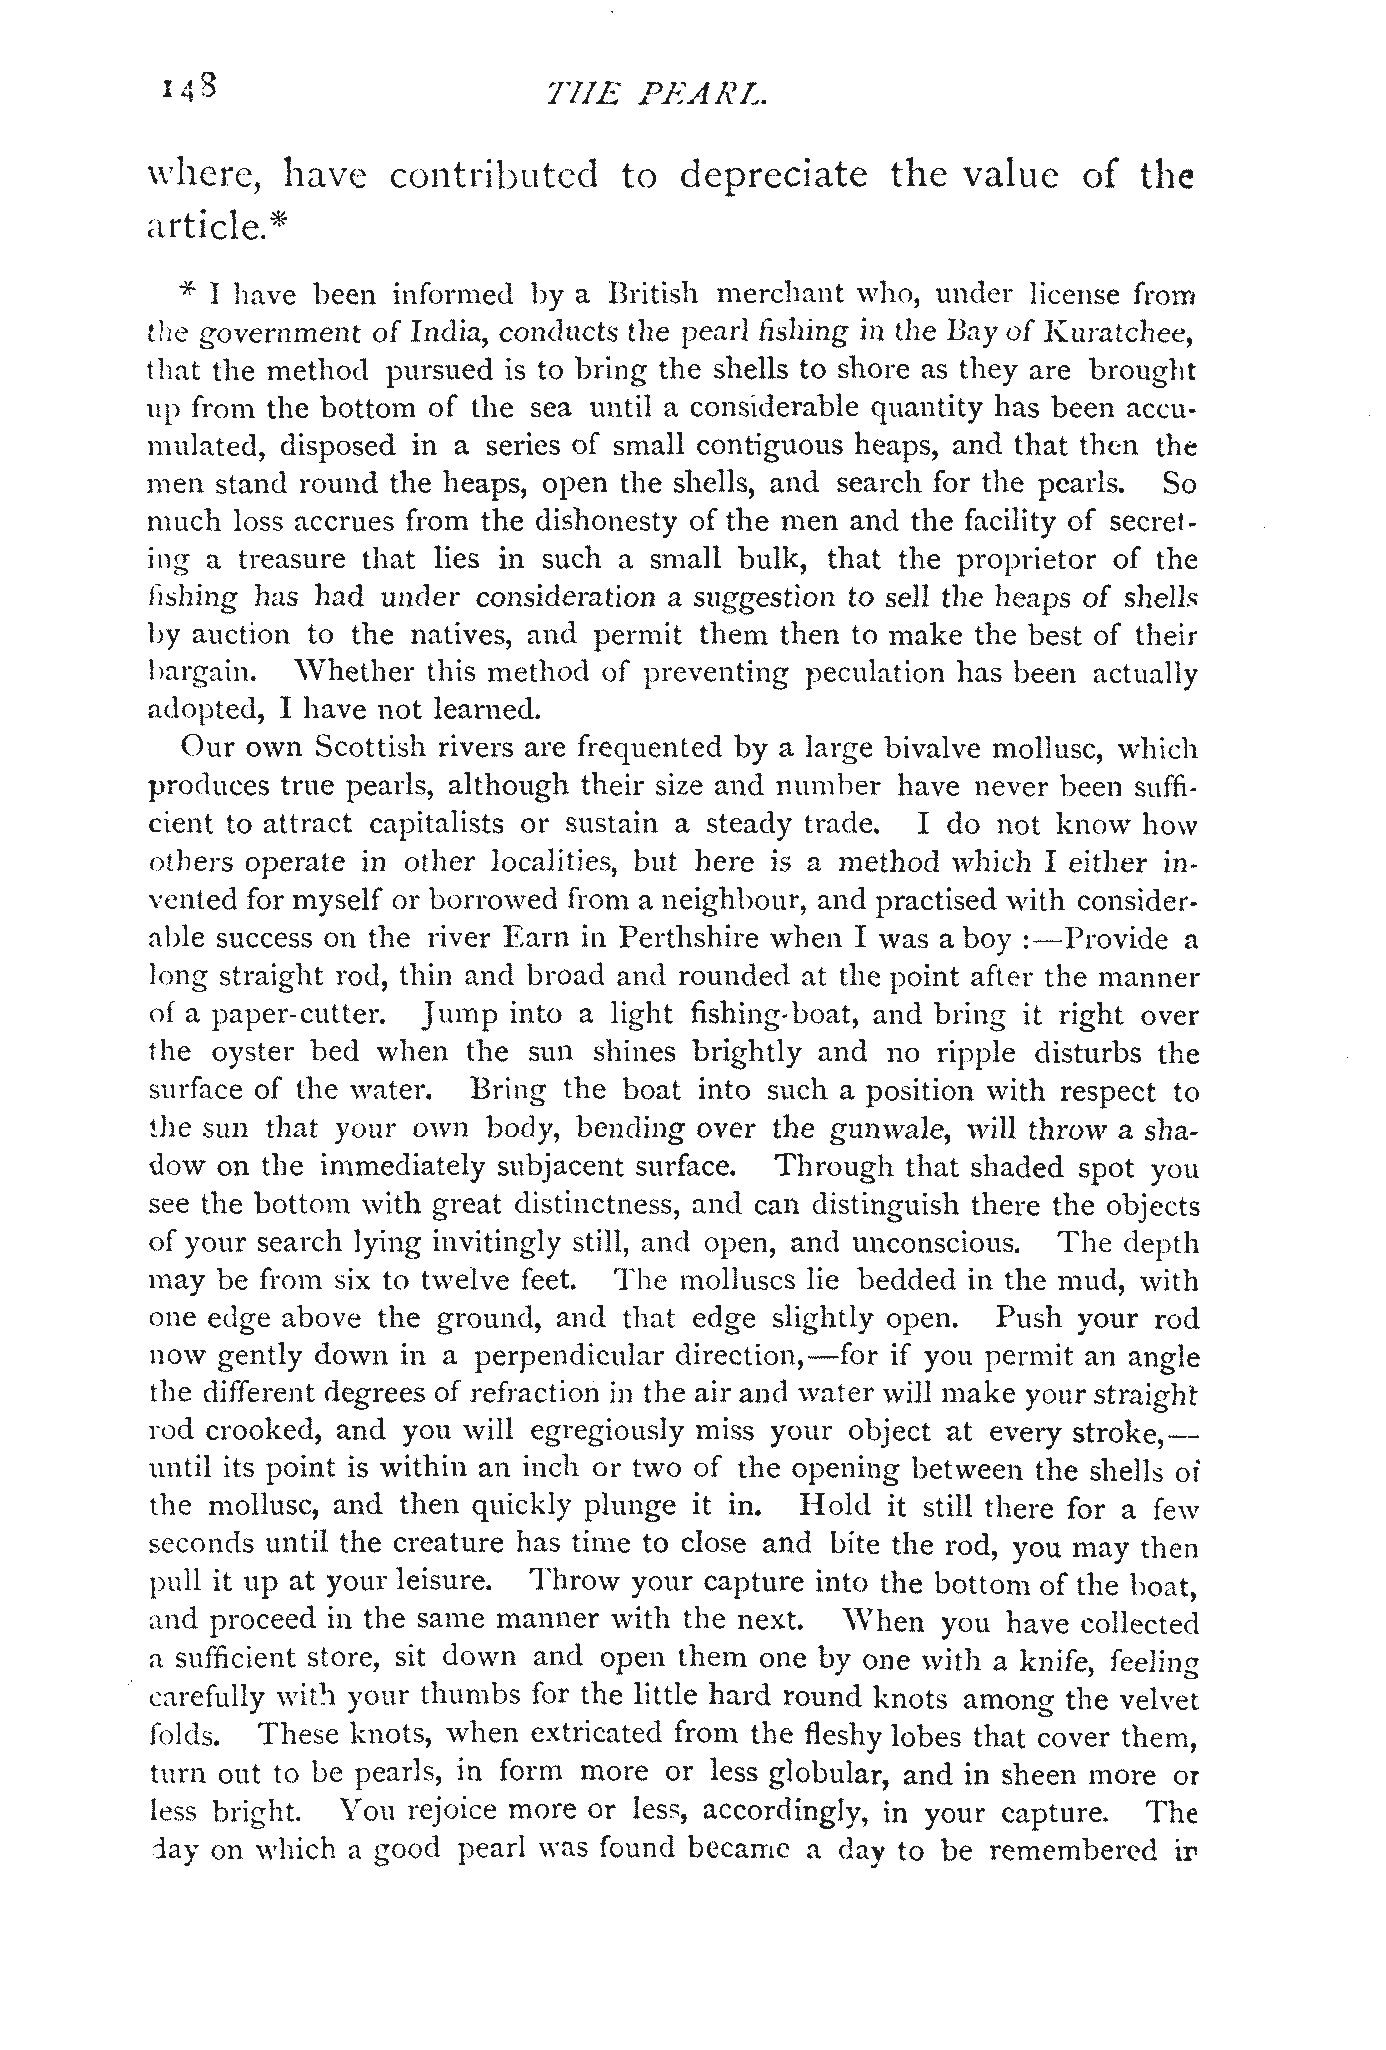 148 THE PEARL.
where, have contributed to depreciate the value of the
article.*
* I have been informed by a British merchant who, under license from
the government of India, conducts the pearl fishing in the Bay of Kuratchee,
that the method pursued is to bring the shells to shore as they are brought
up from the bottom of the sea until a considerable quantity has been accu-
mulated, disposed in a series of small contiguous heaps, and that then the
men stand round the heaps, open the shells, and search for the pearls. So
much loss accrues from the dishonesty of the men and the facility of secret-
ing a treasure that lies in such a small bulk, that the proprietor of the
fishing has had under consideration a suggestion to sell the heaps of shells
by auction to the natives, and permit them then to make the best of their
bargain. Whether this method of preventing peculation has been actually
adopted, I have not learned.
Our own Scottish rivers are frequented by a large bivalve mollusc, which
produces true pearls, although their size and number have never been suffi-
cient to attract capitalists or sustain a steady trade. I do not know how
others operate in other localities, but here is a method which I either in-
vented for myself or borrowed from a neighbour, and practised with consider-
able success on the river Earn in Perthshire when I was a boy :—Provide a
long straight rod, thin and broad and rounded at the point after the manner
of a paper-cutter. Jump into a light fishing-boat, and bring it right over
the oyster bed when the sun shines brightly and no ripple disturbs the
surface of the water. Bring the boat into such a position with respect to
the sun that your own body, bending over the gunwale, will throw a sha-
dow on the immediately subjacent surface. Through that shaded spot you
see the bottom with great distinctness, and can distinguish there the objects
of your search lying invitingly still, and open, and unconscious. The depth
may be from six to twelve feet. The molluscs lie bedded in the mud, with
one edge above the ground, and that edge slightly open. Push your rod
now gently down in a perpendicular direction,—for if you permit an angle
the different degrees of refraction in the air and water will make your straight
rod crooked, and you will egregiously miss your object at every stroke,—
until its point is within an inch or two of the opening between the shells of
the mollusc, and then quickly plunge it in. Hold it still there for a few
seconds until the creature has time to close and bite the rod, you may then
pull it up at your leisure. Throw your capture into the bottom of the boat,
and proceed in the same manner with the next. When you have collected
a sufficient store, sit down and open them one by one with a knife, feeling
carefully with your thumbs for the little hard round knots among the velvet
folds. These knots, when extricated from the fleshy lobes that cover them,
turn out to be pearls, in form more or less globular, and in sheen more or
less bright. You rejoice more or less, accordingly, in your capture. The
day on which a good pearl was found became a day to be remembered in